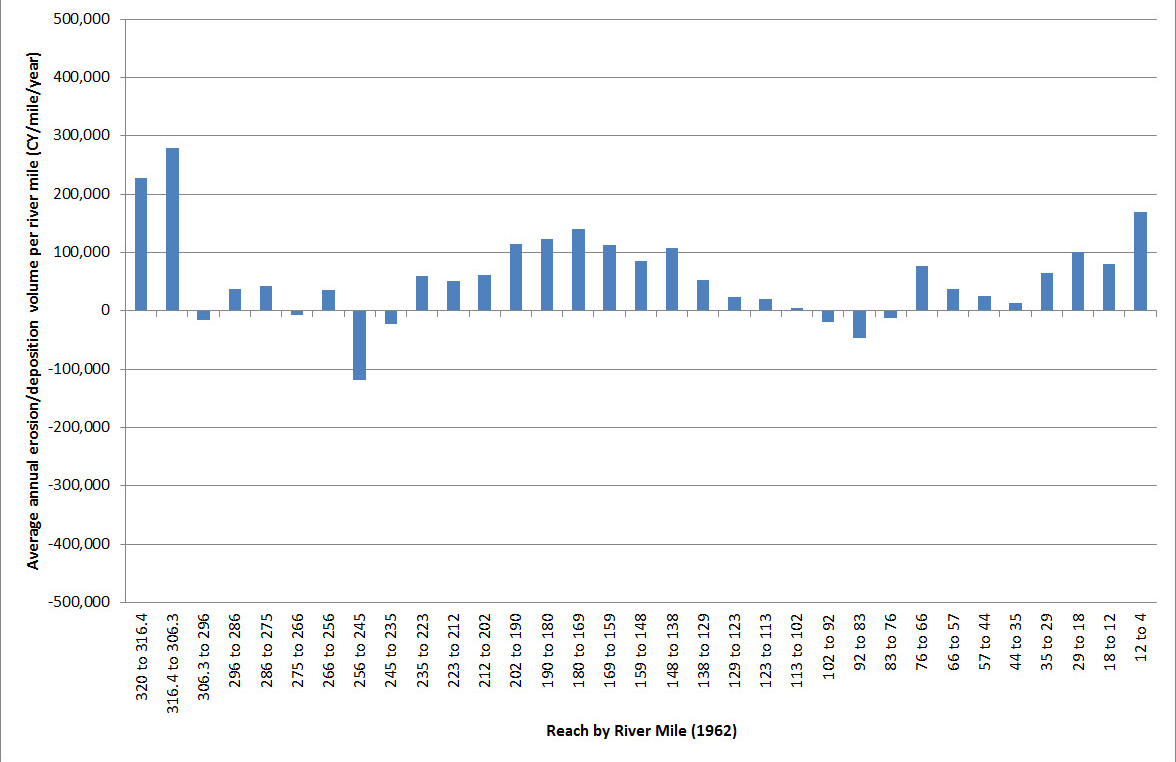 500,000
400,000
300,000
200,000
100,000
0
-100,000
-200,000
-300,000
-400,000
-500,000
Average annual erosion/deposition volume per river mile (CY/mile/year)
320 to 316.4
316.4 to 306.3
306.3 to 296
296 to 286
286 to 275
275 to 266
266 to 256
256 to 245
245 to 235
235 to 223
223 to 212
212 to 202
202 to 190
190 to 180
180 to 169
169 to 159
159 to 148
148 to 138
138 to 129
129 to 123
123 to 113
113 to 102
102 to 92
92 to 83
83 to 76
76 to 66
66 to 57
57 to 44
44 to 35
35 to 29
29 to 18
18 to 12
12 to 4
Reach by River Mile (1962)